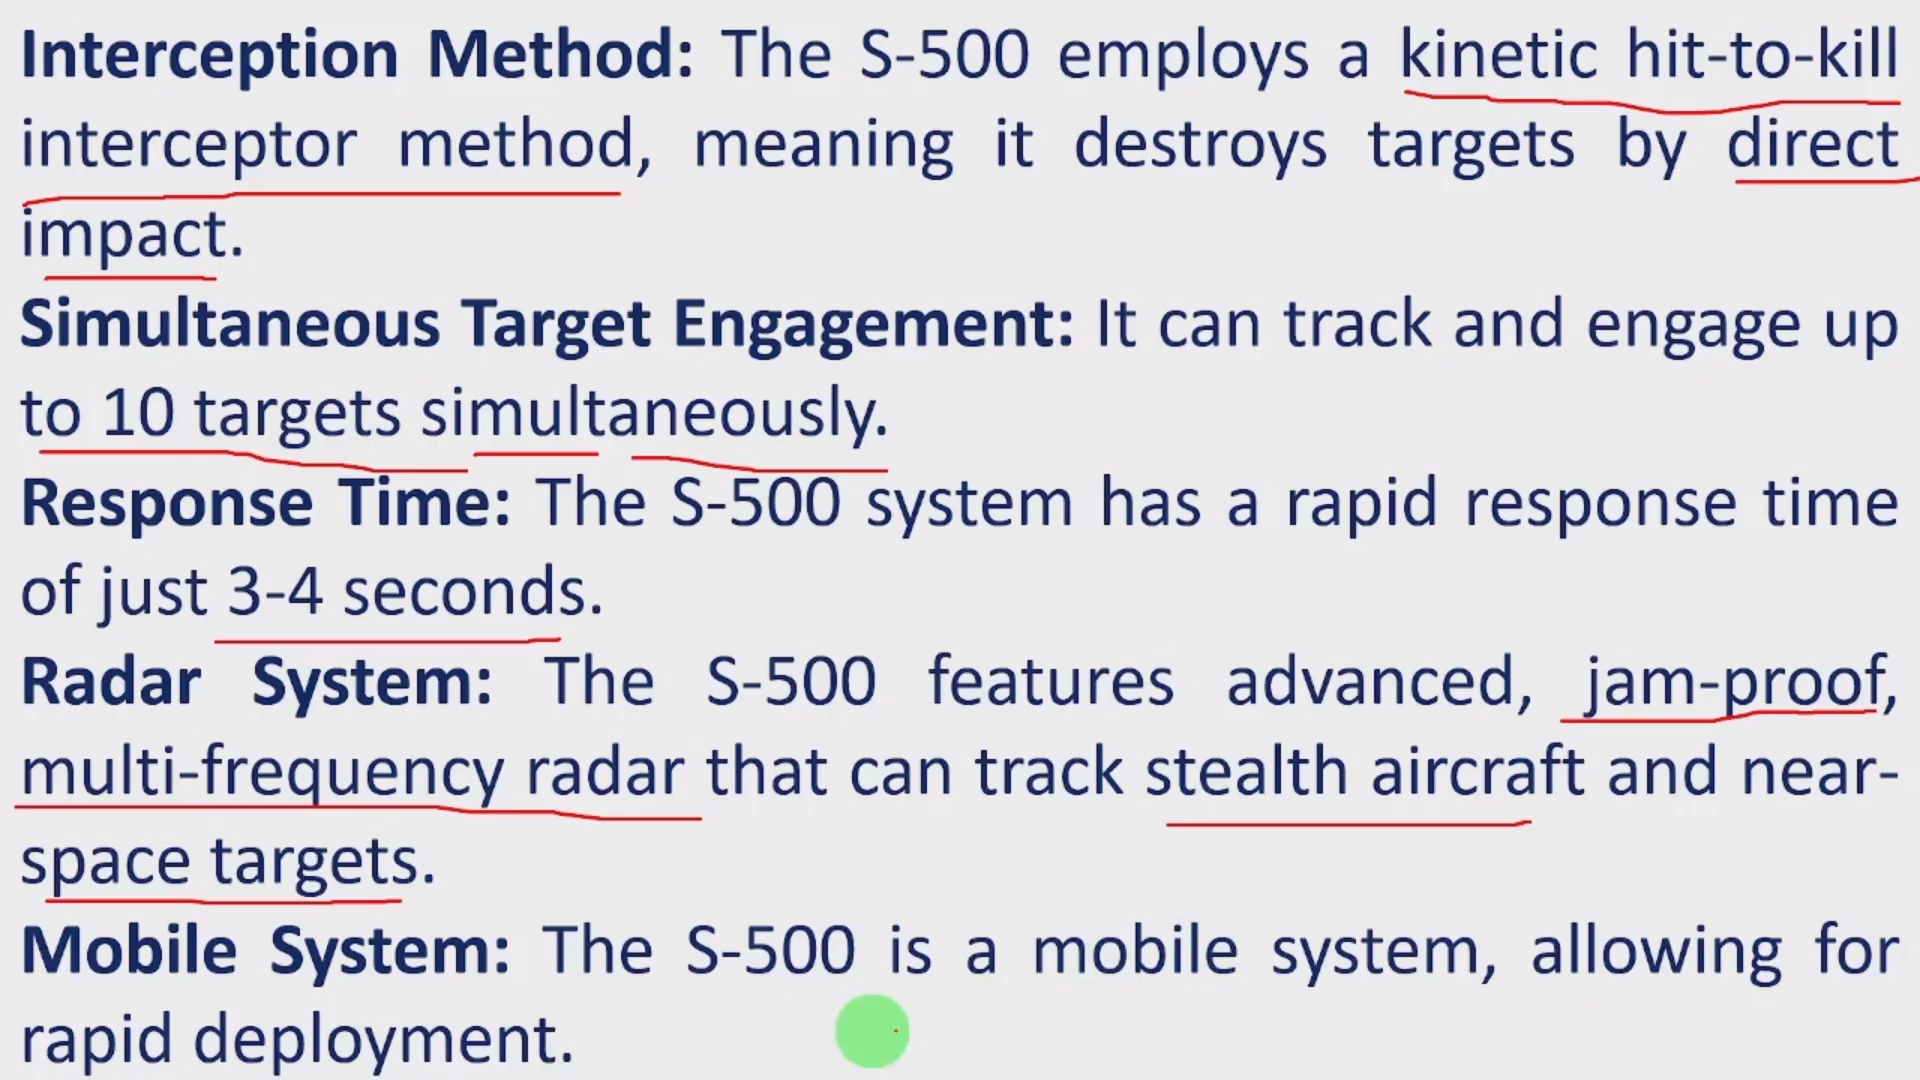 Interception Method: The S-500 employs a kinetic hit-to-kill
interceptor method, meaning it destroys targets by direct
impact.
Simultaneous Target Engagement: It can track and engage up
to 10 targets simultaneously.
Response Time: The S-500 system has a rapid response time
of just 3-4 seconds.
Radar System: The S-500 features advanced, jam-proof,
multi-frequency radar that can track stealth aircraft and near-
space targets.
Mobile System: The S-500 is a mobile system, allowing for
rapid deployment.